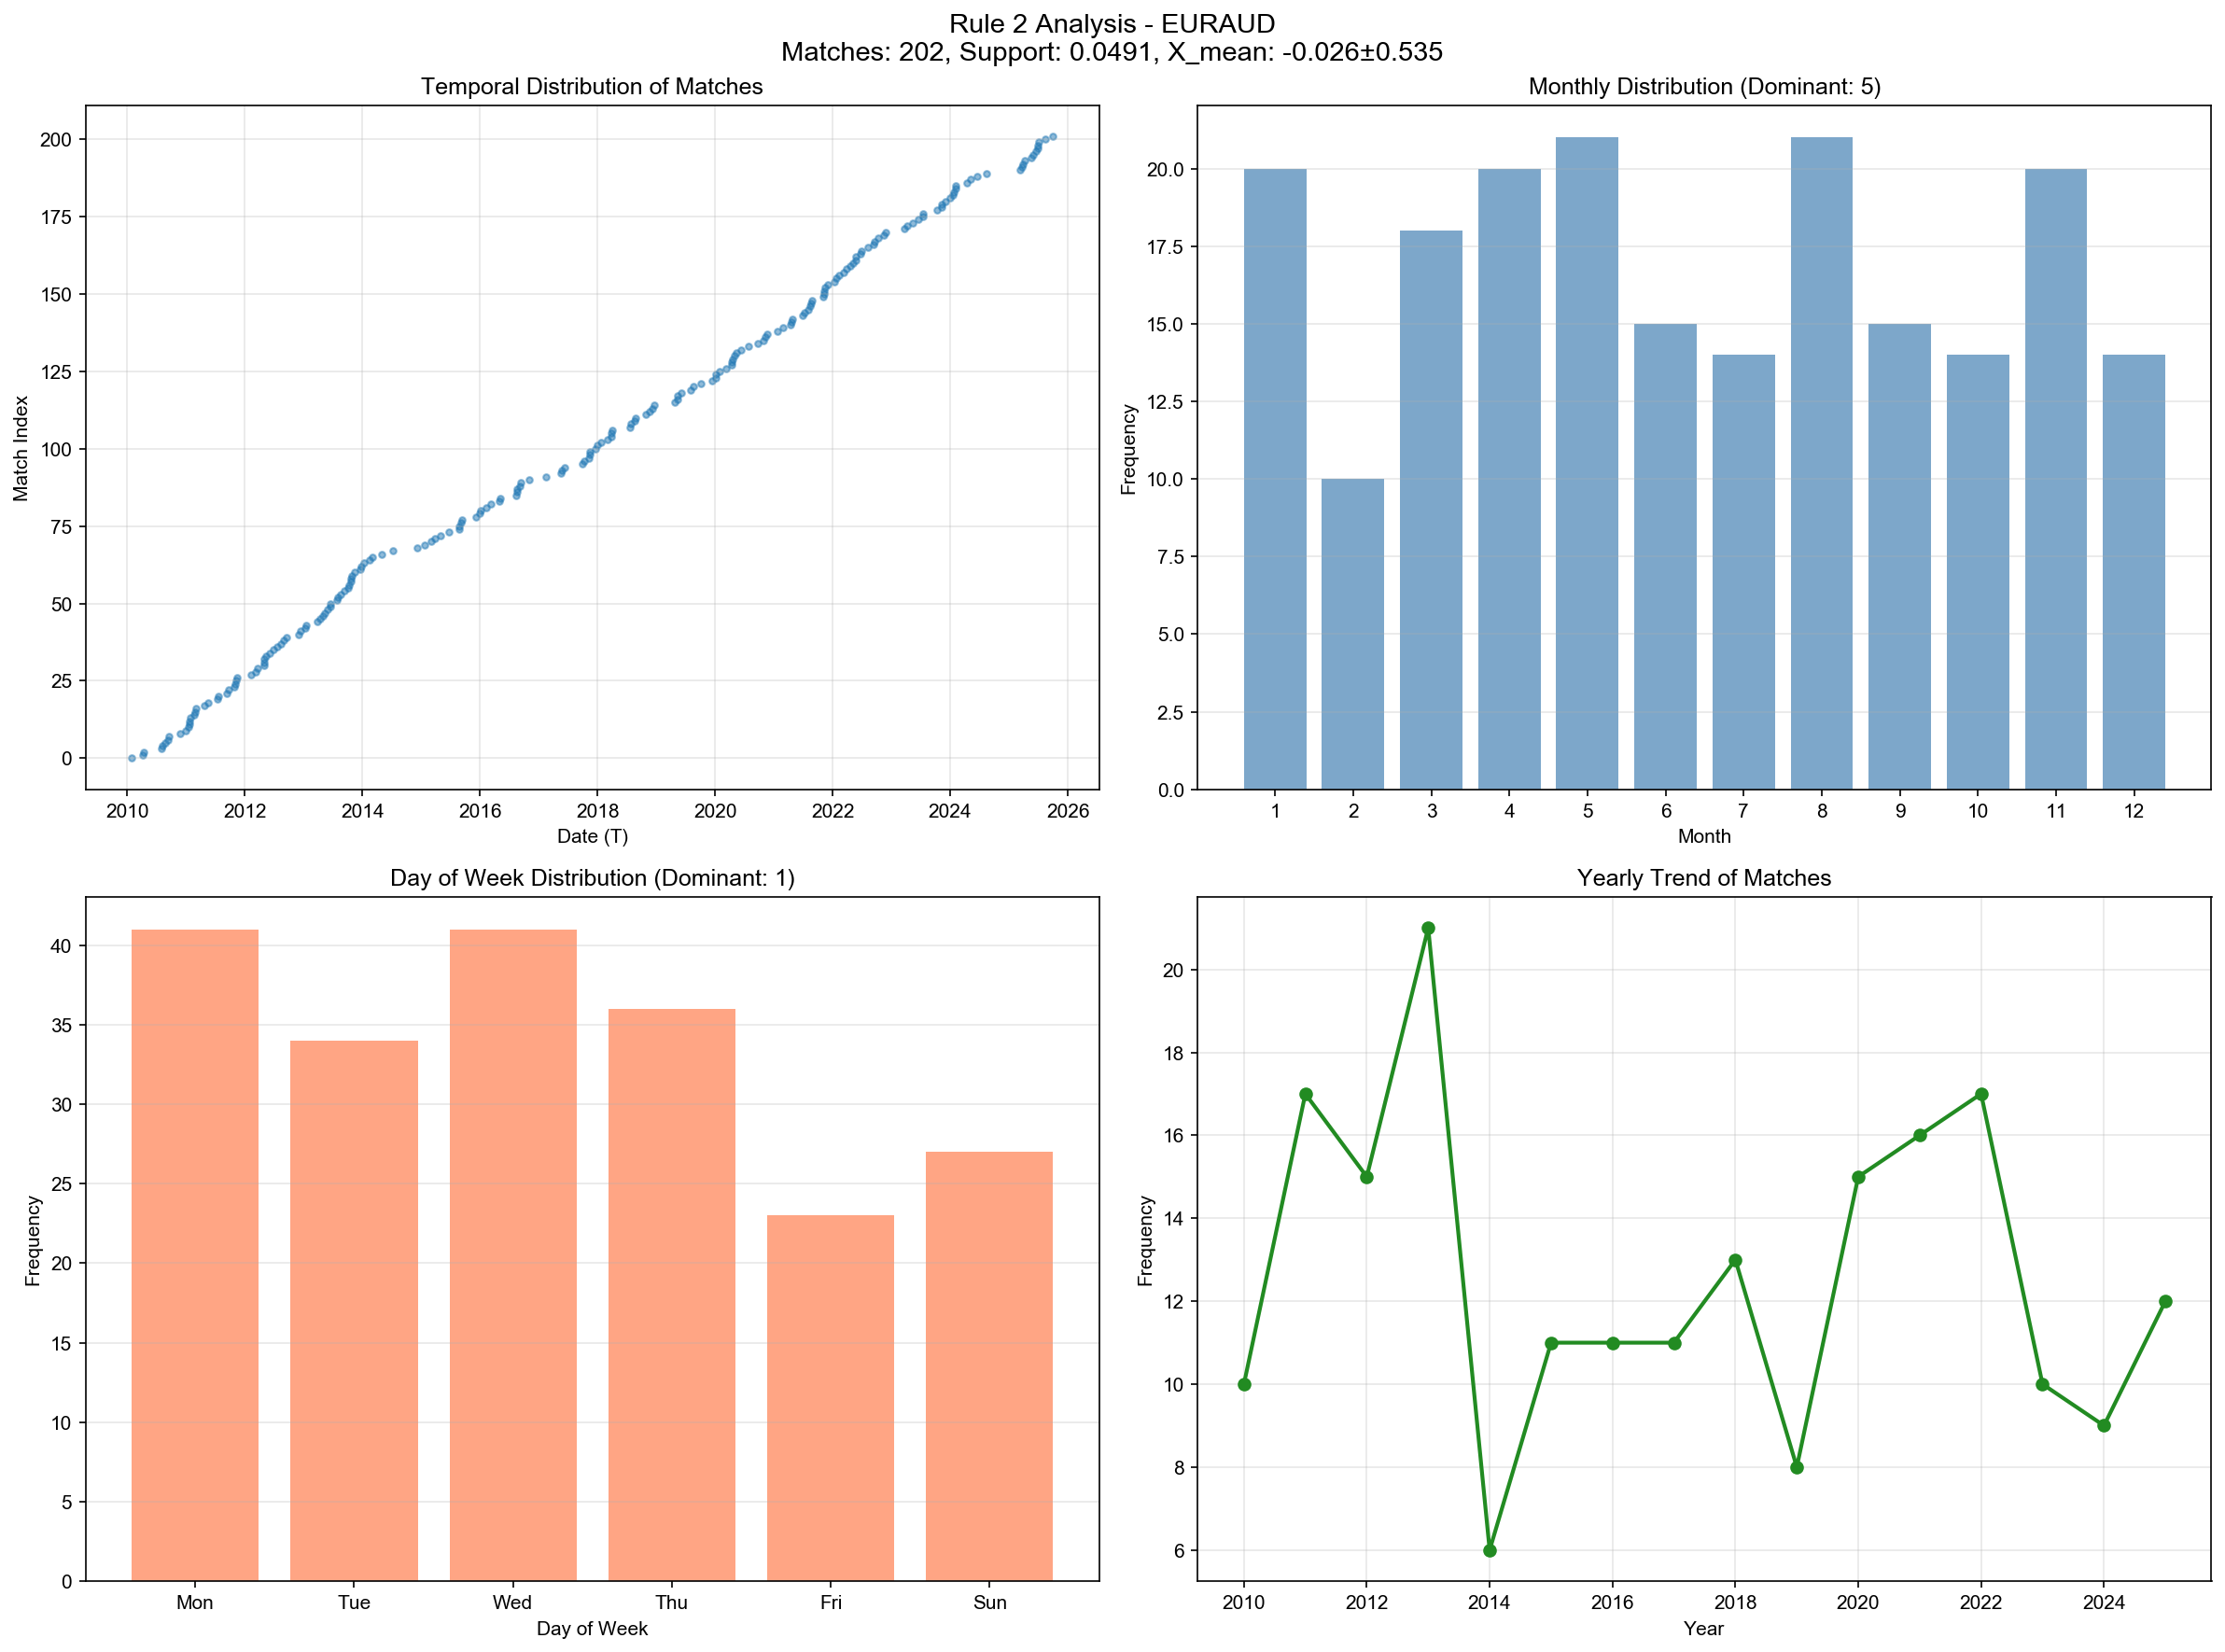 Rule 2 Analysis - EURAUD
Matches: 202, Support: 0.0491, X_mean: -0.026±0.535
Temporal Distribution of Matches
Match Index
200
175
150
125
100
75
50
25
0
2010 2012 2014 2016 2018 2020 2022 2024 2026
Date (T)
Monthly Distribution (Dominant: 5)
Frequency
20.0
17.5
15.0
12.5
10.0
7.5
5.0
2.5
0.0
1 2 3 4 5 6 7 8 9 10 11 12
Month
Day of Week Distribution (Dominant: 1)
Frequency
40
35
30
25
20
15
10
5
0
Mon Tue Wed Thu Fri Sun
Day of Week
Yearly Trend of Matches
Frequency
20
18
16
14
12
10
8
6
2010 2012 2014 2016 2018 2020 2022 2024
Year